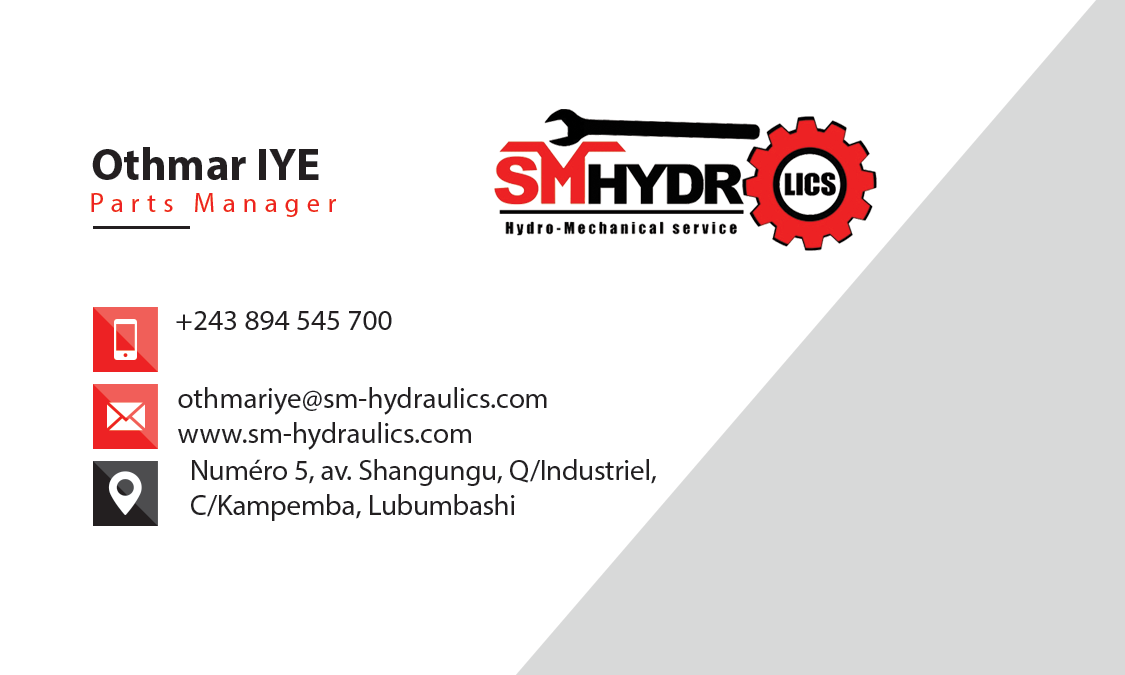 Othmar IYE
Parts Manager
SMHYDR LICS
Hydro-Mechanical service
+243 894 545 700
othmariye@sm-hydraulics.com
www.sm-hydraulics.com
Numéro 5, av. Shangungu, Q/Industriel,
C/Kampemba, Lubumbashi